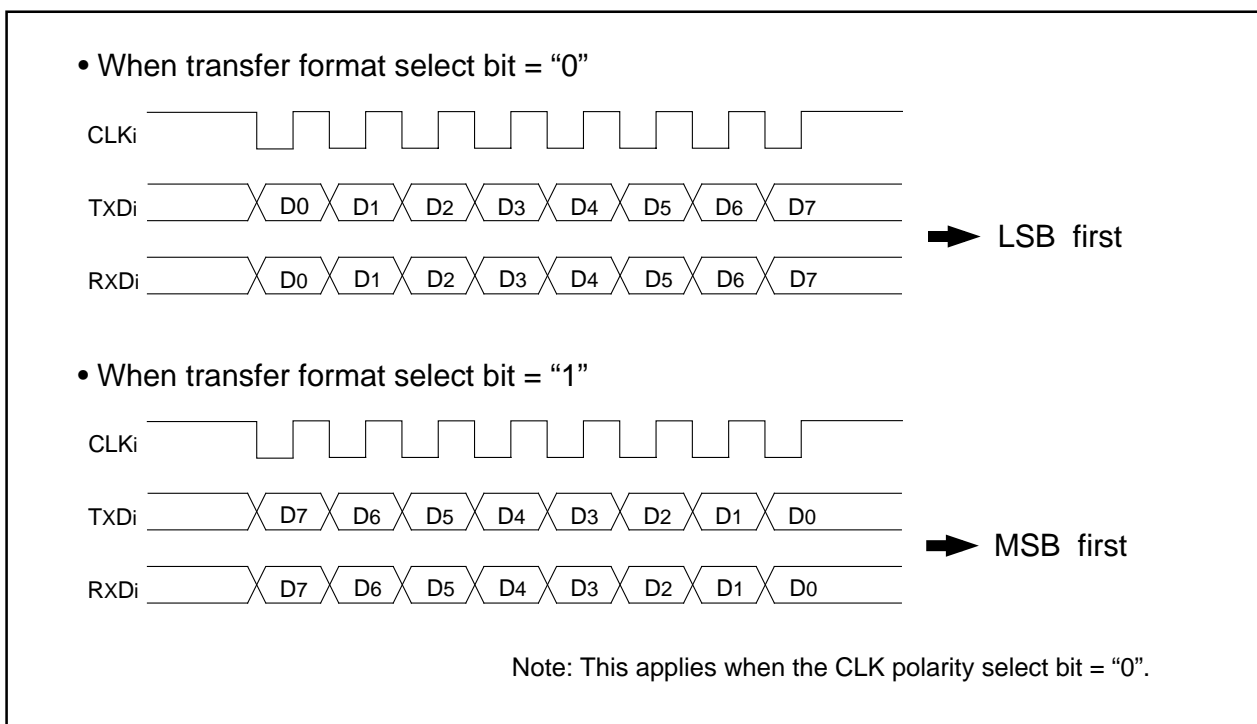 • When transfer format select bit = “0”
CLKi
TXDi D0 D1 D2 D3 D4 D5 D6 D7
RXDi D0 D1 D2 D3 D4 D5 D6 D7
LSB first
• When transfer format select bit = “1”
CLKi
TXDi D7 D6 D5 D4 D3 D2 D1 D0
RXDi D7 D6 D5 D4 D3 D2 D1 D0
MSB first
Note: This applies when the CLK polarity select bit = “0”.